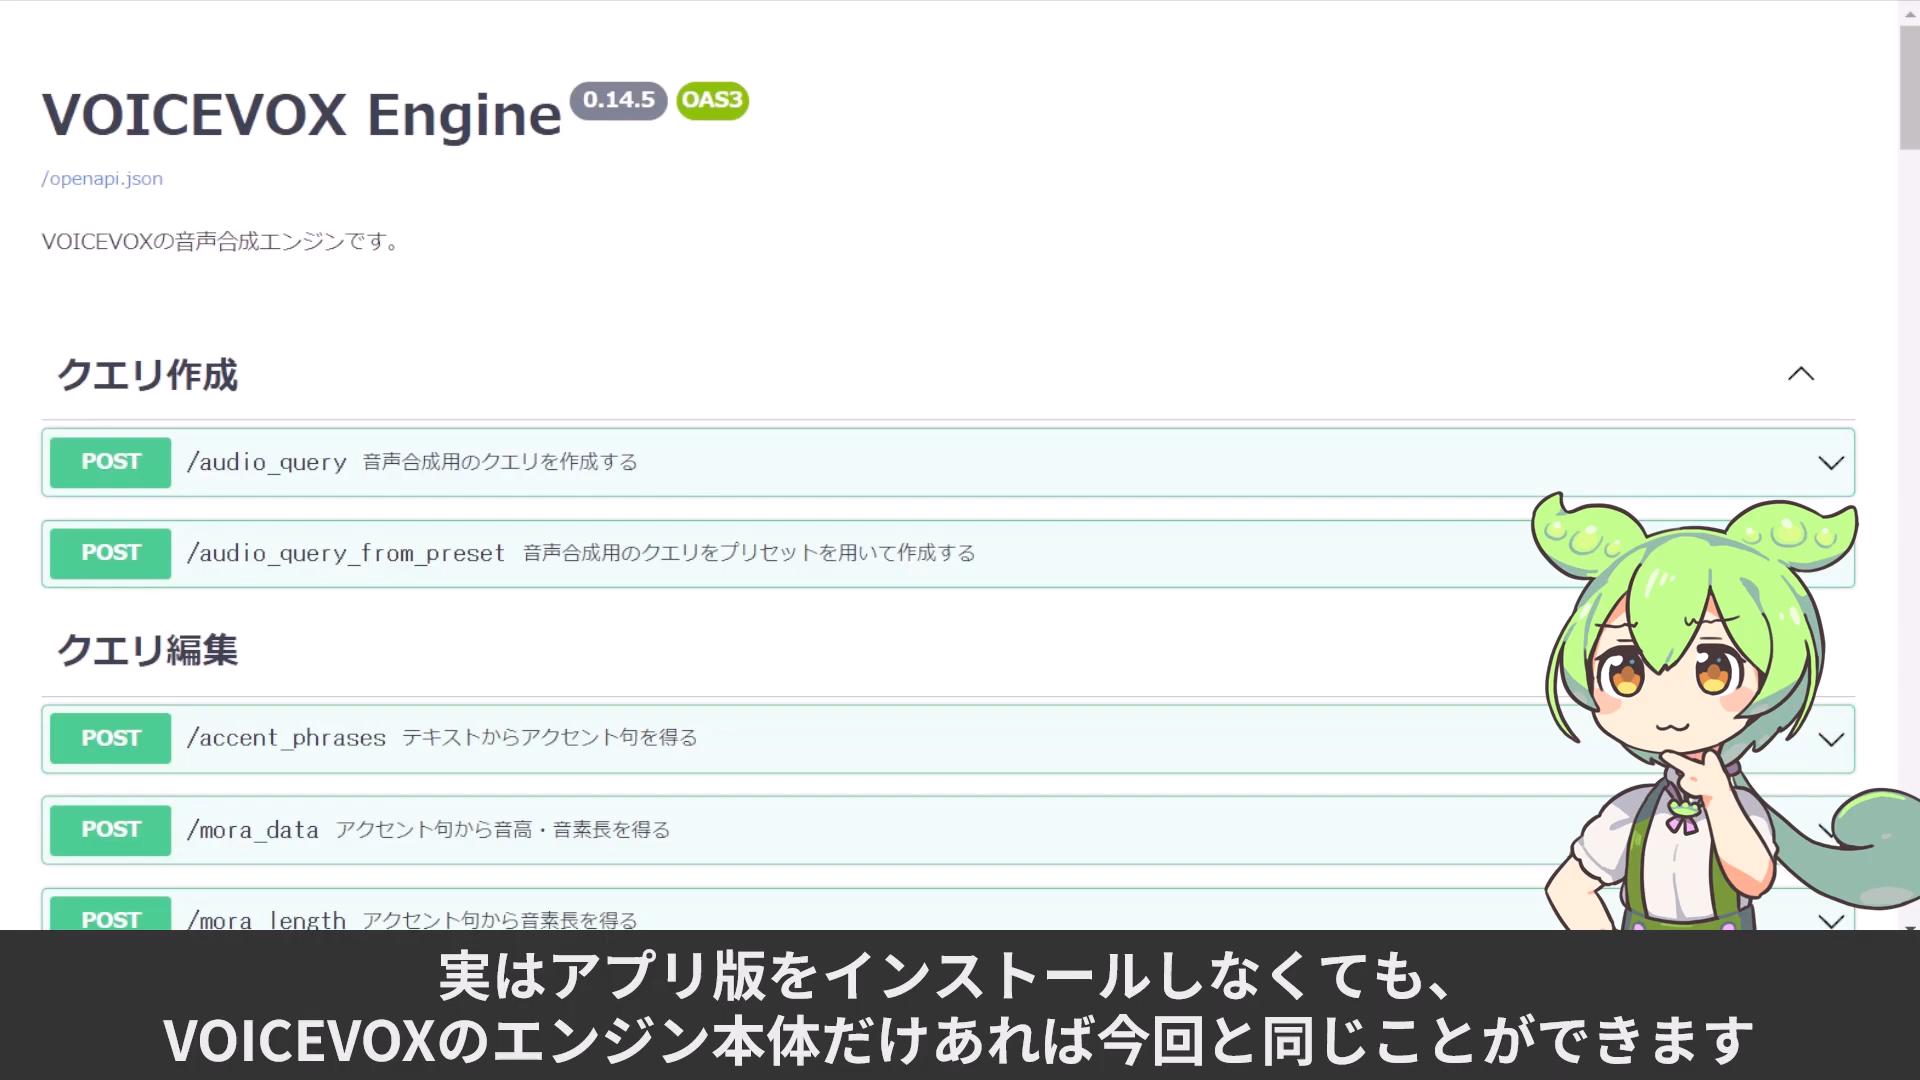 VOICEVOX Engine 0.14.5 OAS3
/openapi.json
VOICEVOXの音声合成エンジンです。
クエリ作成
POST /audio_query 音声合成用のクエリを作成する
POST /audio_query_from_preset 音声合成用のクエリをプリセットを用いて作成する
クエリ編集
POST /accent_phrases テキストからアクセント句を得る
POST /mora_data アクセント句から音高・音素長を得る
POST /mora_length アクセント句から音素長を得る
実はアプリ版をインストールしなくても、
VOICEVOXのエンジン本体だけあれば今回と同じことができます